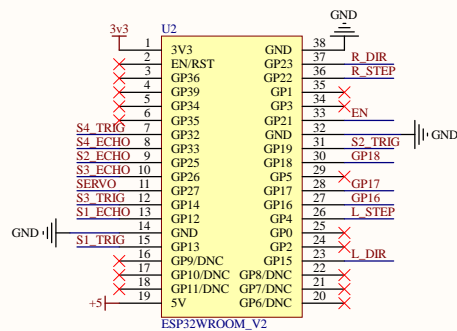 U2
GND
3v3
1 3V3 GND 38
2 EN/RST GP23 37 R_DIR
3 GP36 GP22 36 R_STEP
4 GP39 GP1 35
5 GP34 GP3 34
6 GP35 GP21 33 EN
S4_TRIG 7 GP32 GND 32 GND
S4_ECHO 8 GP33 GP19 31 S2_TRIG
S2_ECHO 9 GP25 GP18 30 GP18
S3_ECHO 10 GP26 GP5 29
SERVO 11 GP27 GP17 28 GP17
S3_TRIG 12 GP14 GP16 27 GP16
S1_ECHO 13 GP12 GP4 26 L_STEP
GND 14 GND GP0 25
S1_TRIG 15 GP13 GP2 24
16 GP9/DNC GP15 23 L_DIR
17 GP10/DNC GP8/DNC 22
18 GP11/DNC GP7/DNC 21
+5 19 5V GP6/DNC 20
ESP32WROOM_V2